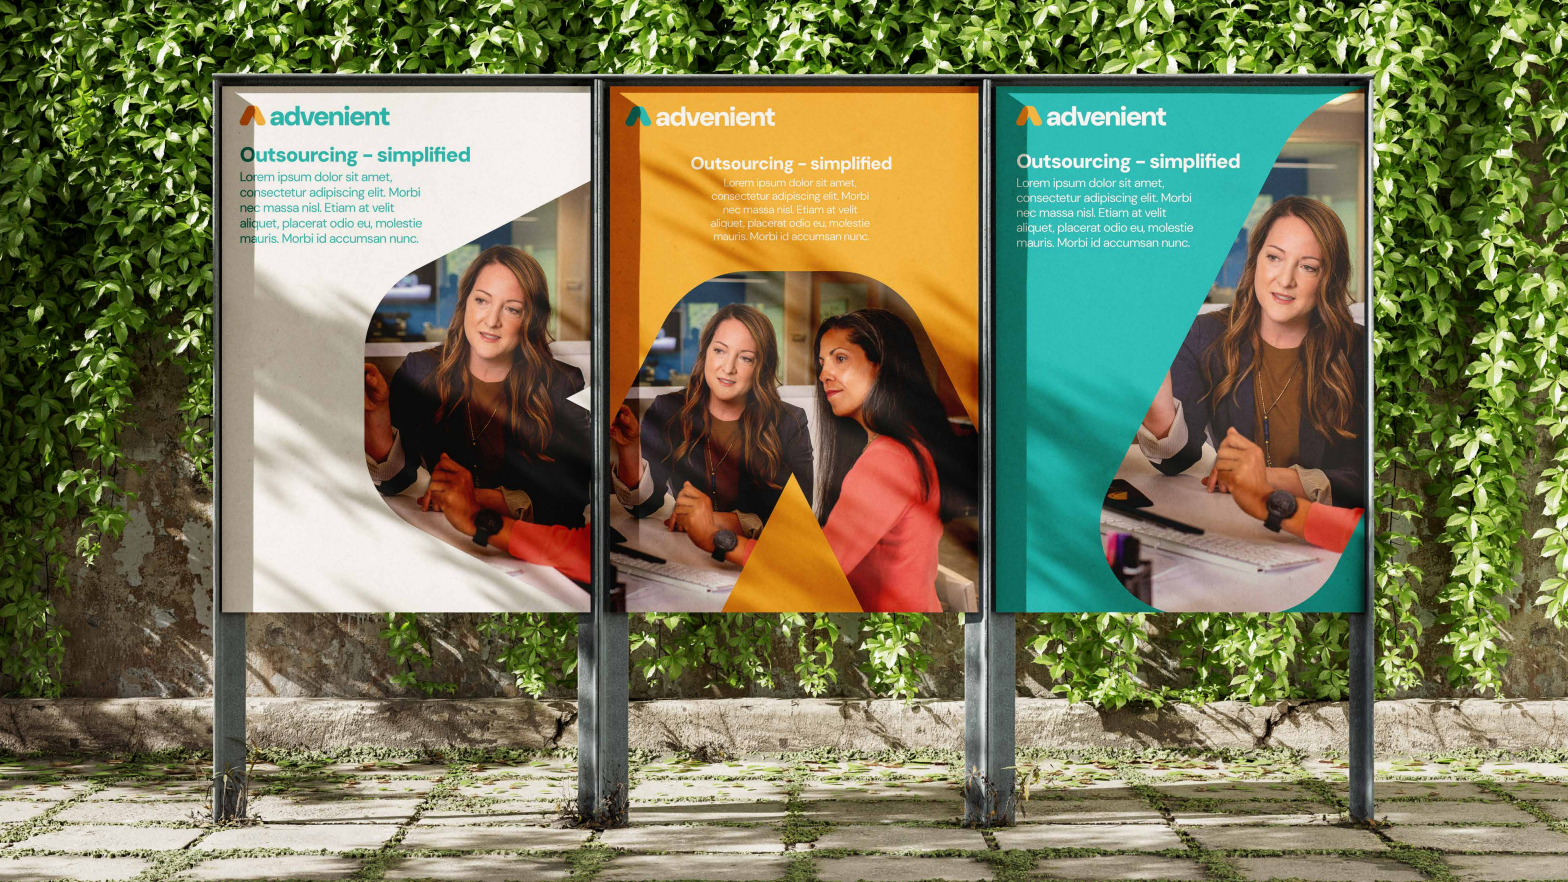 advenient
Outsourcing - simplified
Lorem ipsum dolor sit amet,
consectetur adipiscing elit. Morbi
nec massa nisl. Etiam at velit
aliquet, placerat odio eu, molestie
mauris. Morbi id accumsan nunc.
advenient
Outsourcing - simplified
Lorem ipsum dolor sit amet,
consectetur adipiscing elit. Morbi
nec massa nisl. Etiam at velit
aliquet, placerat odio eu, molestie
mauris. Morbi id accumsan nunc.
advenient
Outsourcing - simplified
Lorem ipsum dolor sit amet,
consectetur adipiscing elit. Morbi
nec massa nisl. Etiam at velit
aliquet, placerat odio eu, molestie
mauris. Morbi id accumsan nunc.